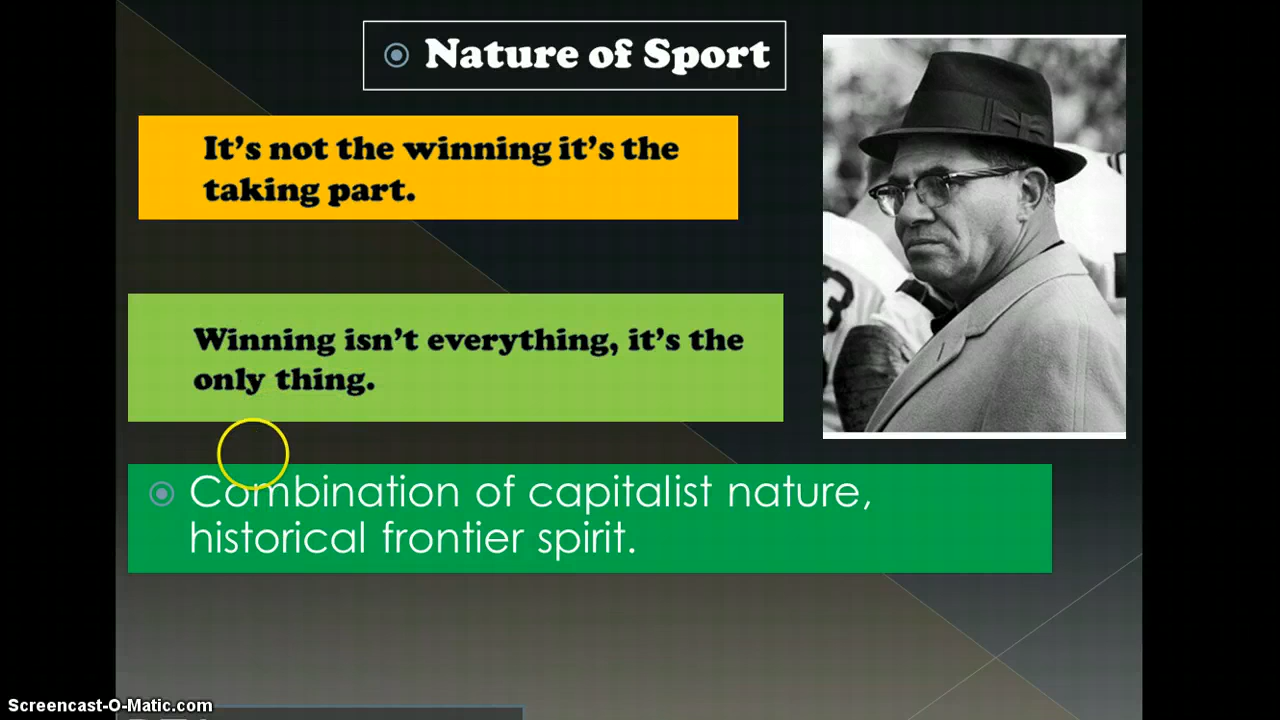 Nature of Sport
It's not the winning it's the
taking part.
Winning isn't everything, it's the
only thing.
Combination of capitalist nature,
historical frontier spirit.
Screencast-O-Matic.com